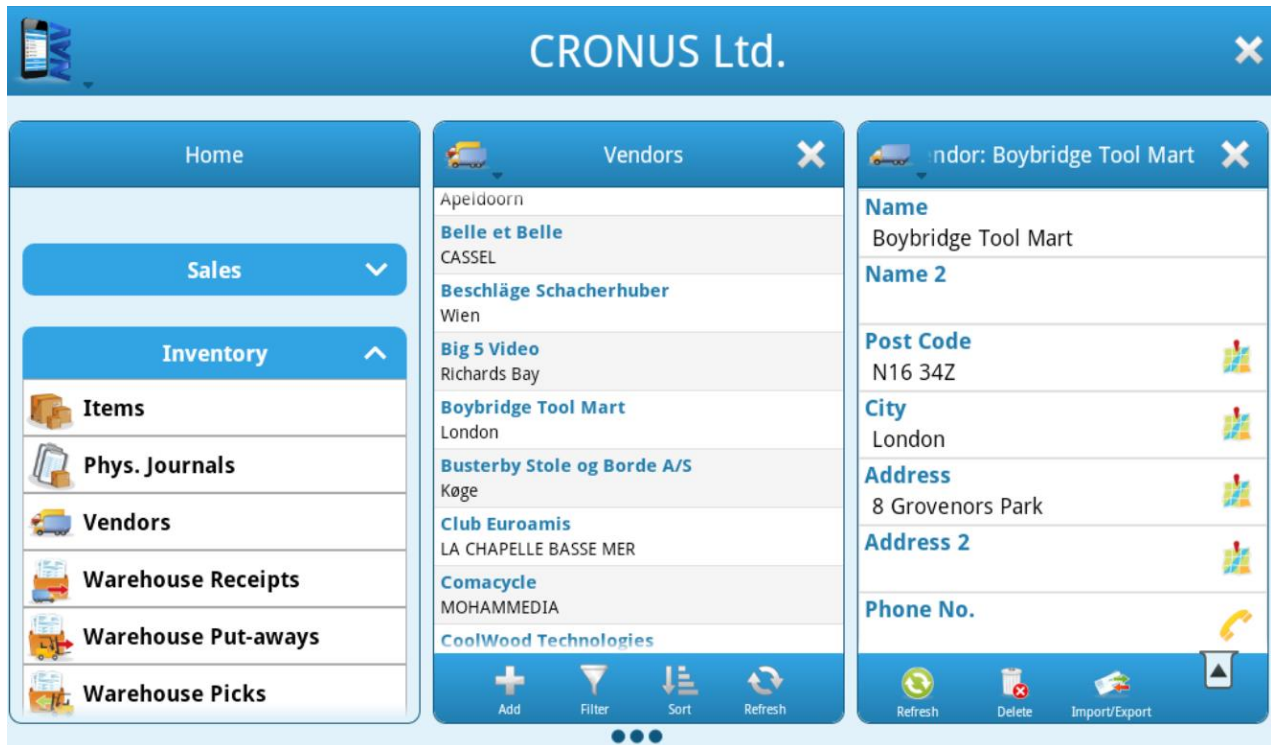 NAV
CRONUS Ltd.
Home
Sales
Inventory
Items
Phys. Journals
Vendors
Warehouse Receipts
Warehouse Put-aways
Warehouse Picks
Vendors
Apeldoorn
Belle et Belle
CASSEL
Beschläge Schacherhuber
Wien
Big 5 Video
Richards Bay
Boybridge Tool Mart
London
Busterby Stole og Borde A/S
Køge
Club Euroamis
LA CHAPELLE BASSE MER
Comacycle
MOHAMMEDIA
CoolWood Technologies
Add Filter Sort Refresh
ndor: Boybridge Tool Mart
Name
Boybridge Tool Mart
Name 2
Post Code
N16 34Z
City
London
Address
8 Grovenors Park
Address 2
Phone No.
Refresh Delete Import/Export